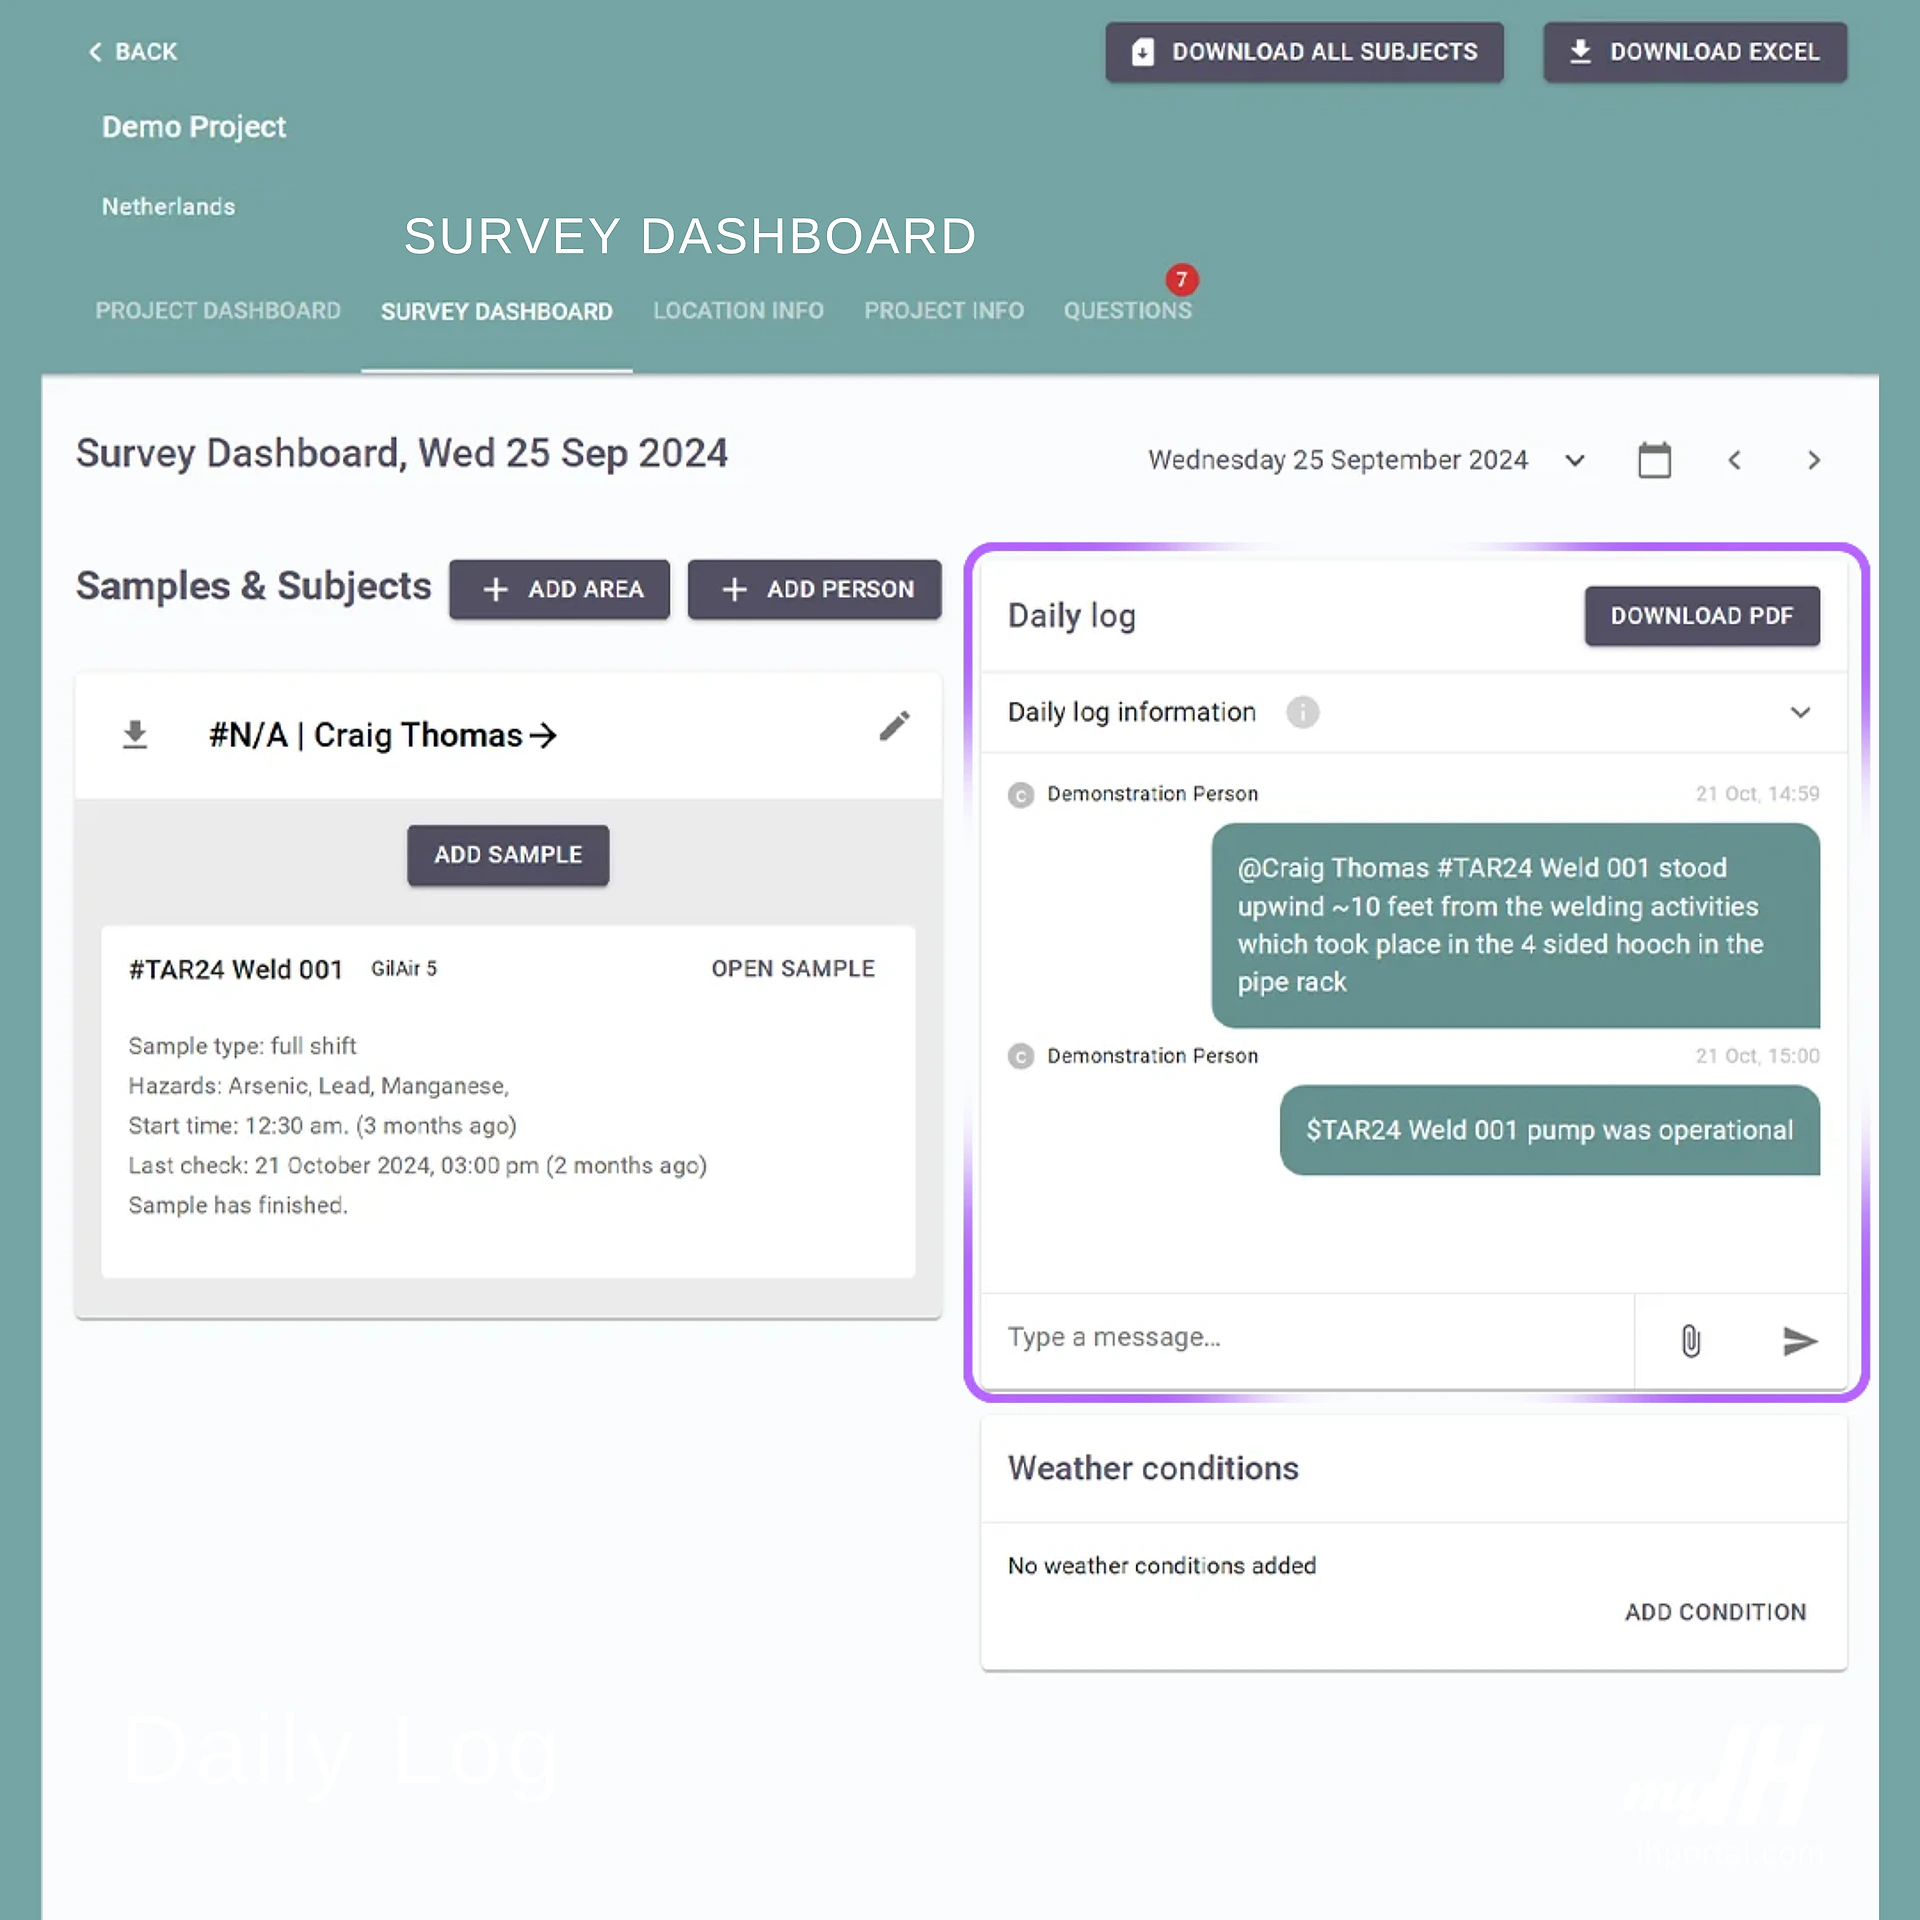 BACK
DOWNLOAD ALL SUBJECTS
DOWNLOAD EXCEL
Demo Project
Netherlands
SURVEY DASHBOARD
7
PROJECT DASHBOARD
SURVEY DASHBOARD
LOCATION INFO
PROJECT INFO
QUESTIONS
Survey Dashboard, Wed 25 Sep 2024
Wednesday 25 September 2024
Samples & Subjects
+ ADD AREA
+ ADD PERSON
#N/A | Craig Thomas→
ADD SAMPLE
#TAR24 Weld 001 GilAir 5
OPEN SAMPLE
Sample type: full shift
Hazards: Arsenic, Lead, Manganese,
Start time: 12:30 am. (3 months ago)
Last check: 21 October 2024, 03:00 pm (2 months ago)
Sample has finished.
Daily log
DOWNLOAD PDF
Daily log information i
C Demonstration Person
21 Oct, 14:59
@Craig Thomas #TAR24 Weld 001 stood
upwind ~10 feet from the welding activities
which took place in the 4 sided hooch in the
pipe rack
C Demonstration Person
21 Oct, 15:00
$TAR24 Weld 001 pump was operational
Type a message...
Weather conditions
No weather conditions added
ADD CONDITION
Daily Log
myIH